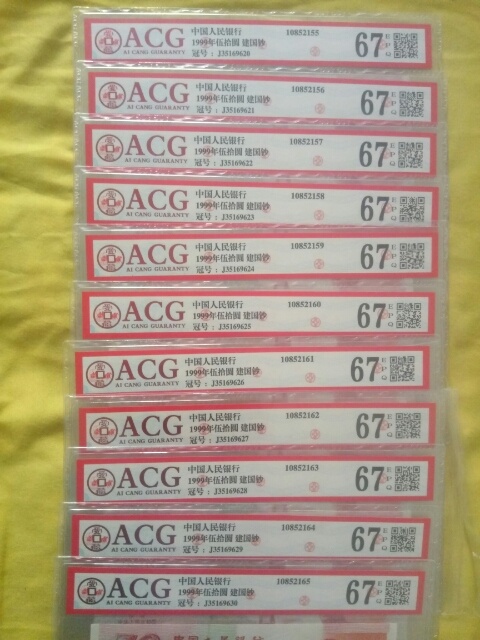 ACG
AI CANG GUARANTY
中国人民银行
1999年伍拾圆 建国钞
冠号：J35169620
10852155
67 EPQ
ACG
AI CANG GUARANTY
中国人民银行
1999年伍拾圆 建国钞
冠号：J35169621
10852156
67 EPQ
ACG
AI CANG GUARANTY
中国人民银行
1999年伍拾圆 建国钞
冠号：J35169622
10852157
67 EPQ
ACG
AI CANG GUARANTY
中国人民银行
1999年伍拾圆 建国钞
冠号：J35169623
10852158
67 EPQ
ACG
AI CANG GUARANTY
中国人民银行
1999年伍拾圆 建国钞
冠号：J35169624
10852159
67 EPQ
ACG
AI CANG GUARANTY
中国人民银行
1999年伍拾圆 建国钞
冠号：J35169625
10852160
67 EPQ
ACG
AI CANG GUARANTY
中国人民银行
1999年伍拾圆 建国钞
冠号：J35169626
10852161
67 EPQ
ACG
AI CANG GUARANTY
中国人民银行
1999年伍拾圆 建国钞
冠号：J35169627
10852162
67 EPQ
ACG
AI CANG GUARANTY
中国人民银行
1999年伍拾圆 建国钞
冠号：J35169628
10852163
67 EPQ
ACG
AI CANG GUARANTY
中国人民银行
1999年伍拾圆 建国钞
冠号：J35169629
10852164
67 EPQ
ACG
AI CANG GUARANTY
中国人民银行
1999年伍拾圆 建国钞
冠号：J35169630
10852165
67 EPQ